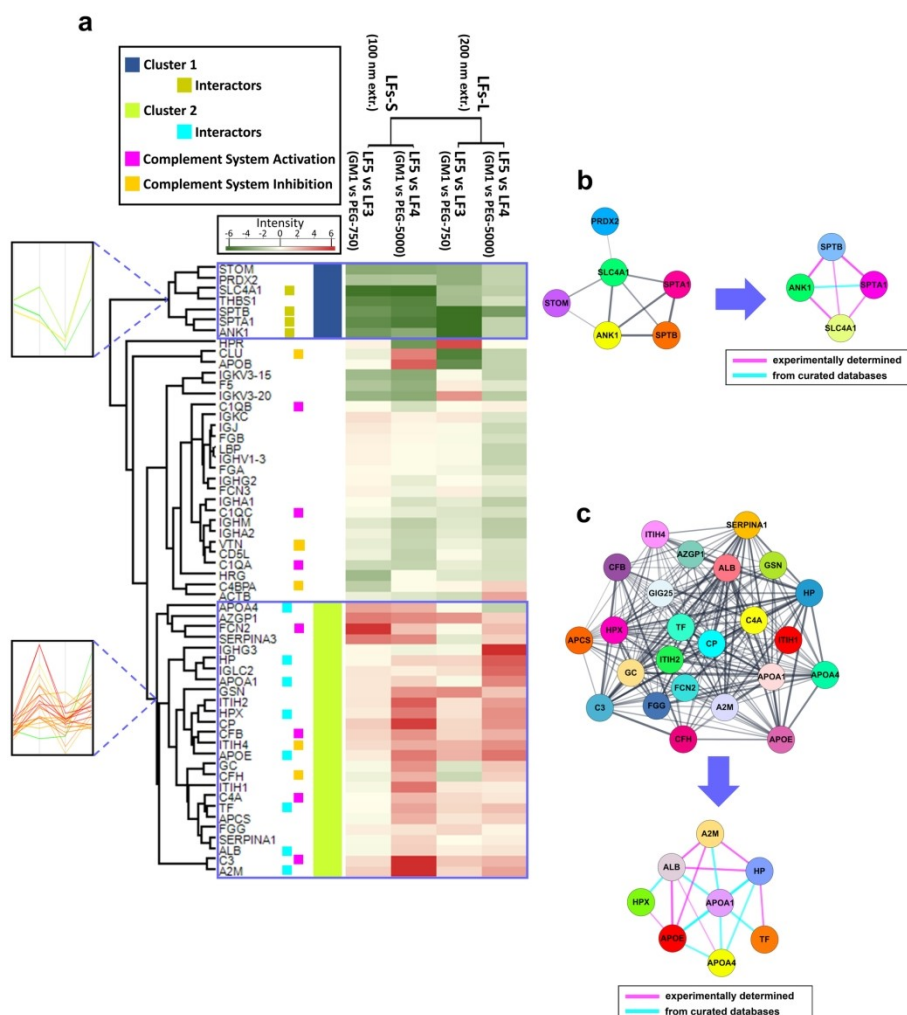 a
Cluster 1
Interactors
Cluster 2
Interactors
Complement System Activation
Complement System Inhibition
LFs-S
(100 nm extr.)
LFs-L
(200 nm extr.)
LF5 vs LF3
(GM1 vs PEG-750)
LF5 vs LF4
(GM1 vs PEG-5000)
LF5 vs LF3
(GM1 vs PEG-750)
LF5 vs LF4
(GM1 vs PEG-5000)
Intensity
-6 -4 -2 0 2 4 6
STOM
PRDX2
SLC4A1
THBS1
SPTB
SPTA1
ANK1
HPR
CLU
APOB
IGKV3-15
F5
IGKV3-20
C1QB
IGKC
IGJ
FGB
LBP
IGHV1-3
FGA
IGHG2
FCN3
IGHA1
C1QC
IGHM
IGHA2
VTN
CD5L
C1QA
HRG
C4BPA
ACTB
APOA4
AZGP1
FCN2
SERPINA3
IGHG3
HP
IGLC2
APOA1
GSN
ITIH2
HPX
CP
CFB
ITIH4
APOE
GC
CFH
ITIH1
C4A
TF
APCS
FGG
SERPINA1
ALB
C3
A2M
b
PRDX2
SLC4A1
SPTA1
STOM
ANK1
SPTB
SPTB
ANK1
SPTA1
SLC4A1
experimentally determined
from curated databases
c
SERPINA1
ITIH4
AZGP1
CFB
ALB
GSN
GIG25
HP
HPX
TF
C4A
APCS
CP
ITIH1
ITIH2
GC
APOA1
APOA4
FCN2
C3
FGG
A2M
CFH
APOE
A2M
ALB
HP
HPX
APOA1
APOE
TF
APOA4
experimentally determined
from curated databases